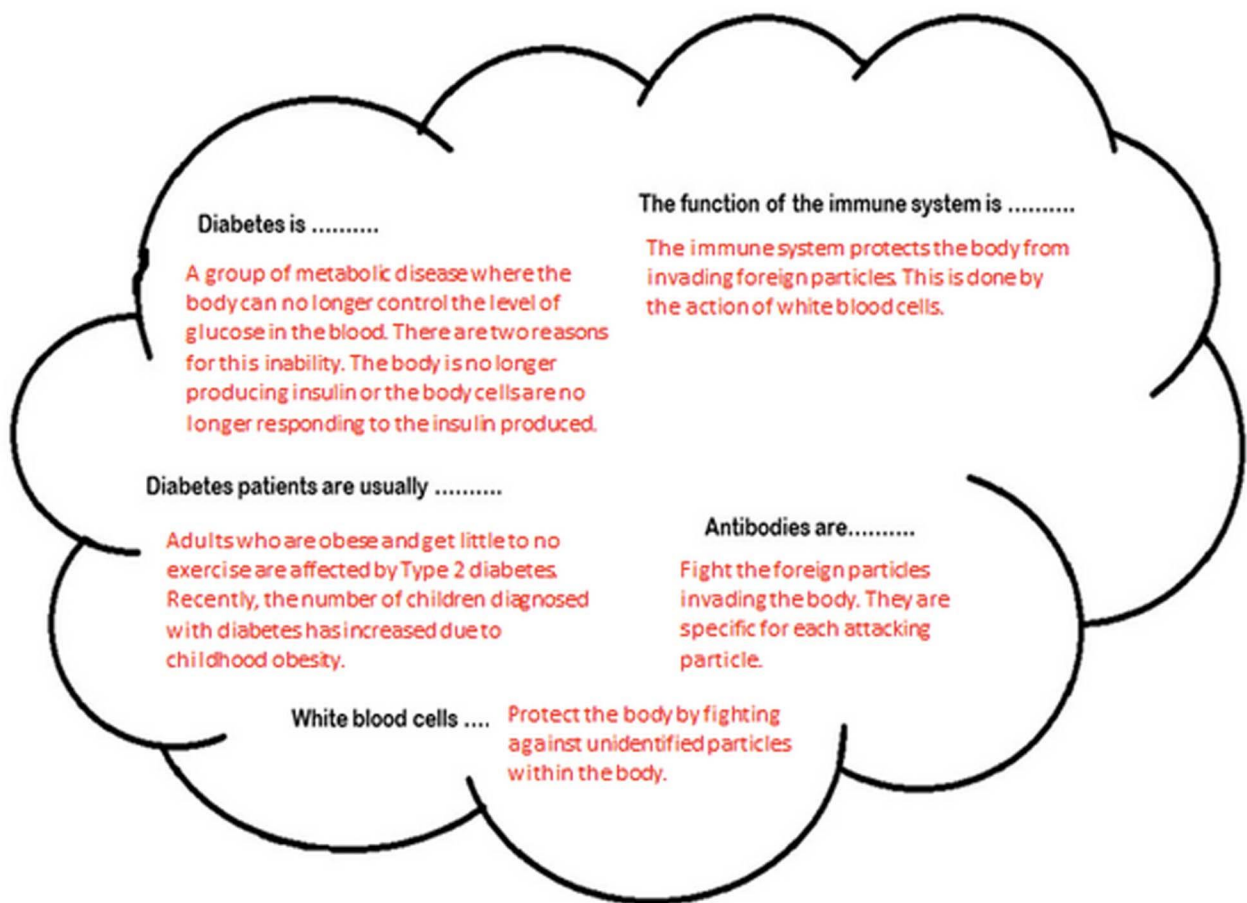 Diabetes is ..........
A group of metabolic disease where the
body can no longer control the level of
glucose in the blood. There are two reasons
for this inability. The body is no longer
producing insulin or the body cells are no
longer responding to the insulin produced.
The function of the immune system is ..........
The immune system protects the body from
invading foreign particles. This is done by
the action of white blood cells.
Diabetes patients are usually ..........
Adults who are obese and get little to no
exercise are affected by Type 2 diabetes.
Recently, the number of children diagnosed
with diabetes has increased due to
childhood obesity.
Antibodies are..........
Fight the foreign particles
invading the body. They are
specific for each attacking
particle.
White blood cells ....
Protect the body by fighting
against unidentified particles
within the body.